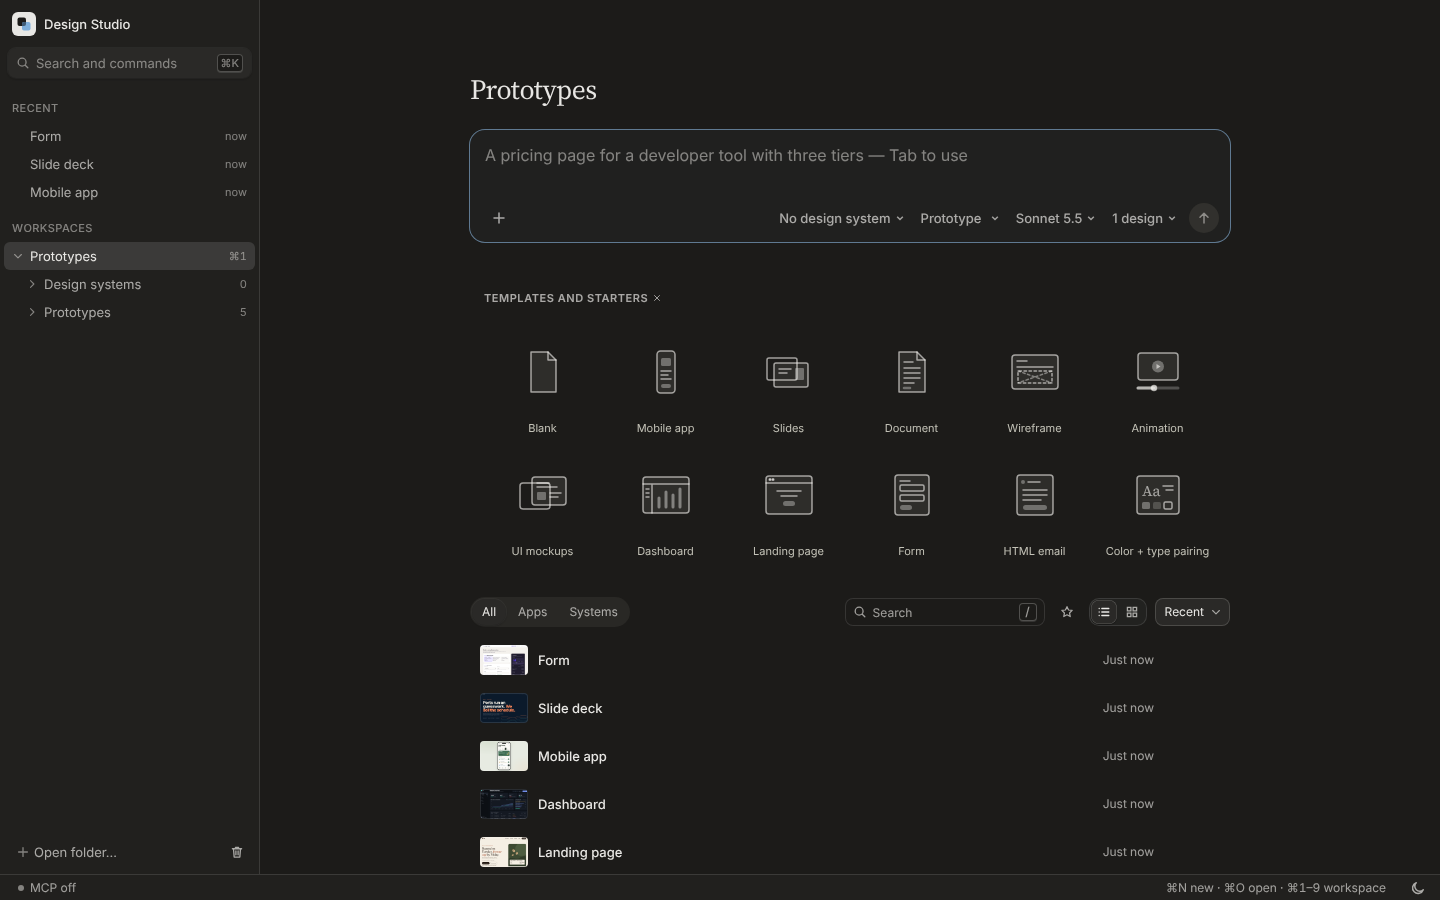 Design Studio
Search and commands ⌘K
RECENT
Form now
Slide deck now
Mobile app now
WORKSPACES
Prototypes ⌘1
Design systems 0
Prototypes 5
Open folder...
MCP off
Prototypes
A pricing page for a developer tool with three tiers — Tab to use
No design system Prototype Sonnet 5.5 1 design
TEMPLATES AND STARTERS
Blank Mobile app Slides Document Wireframe Animation
Aa
UI mockups Dashboard Landing page Form HTML email Color + type pairing
All Apps Systems Search / Recent
Form Just now
Slide deck Just now
Mobile app Just now
Dashboard Just now
Landing page Just now
⌘N new · ⌘O open · ⌘1–9 workspace